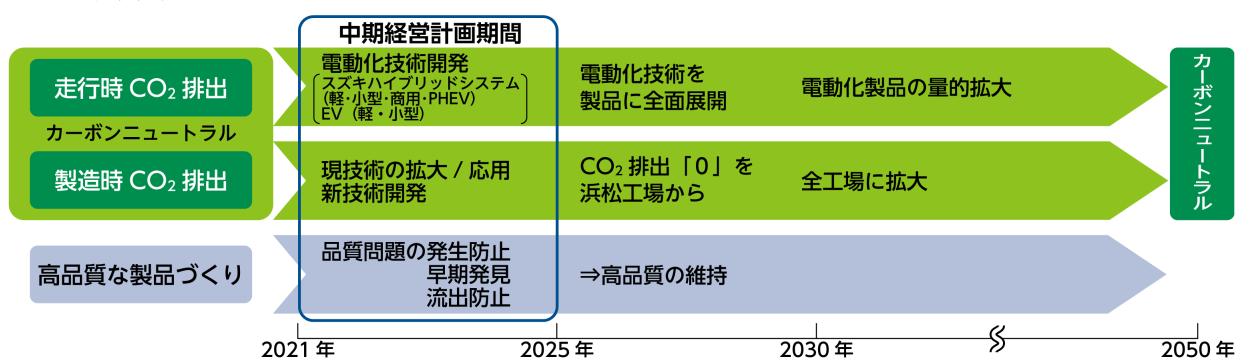 中期経営計画期間
走行時 CO₂ 排出
カーボンニュートラル
製造時 CO₂ 排出
電動化技術開発
スズキハイブリッドシステム
（軽・小型・商用・PHEV）
EV（軽・小型）
電動化技術を
製品に全面展開
電動化製品の量的拡大
現技術の拡大 / 応用
新技術開発
CO₂ 排出「0」を
浜松工場から
全工場に拡大
カーボンニュートラル
高品質な製品づくり
品質問題の発生防止
早期発見
流出防止
⇒高品質の維持
2021 年
2025 年
2030 年
2050 年